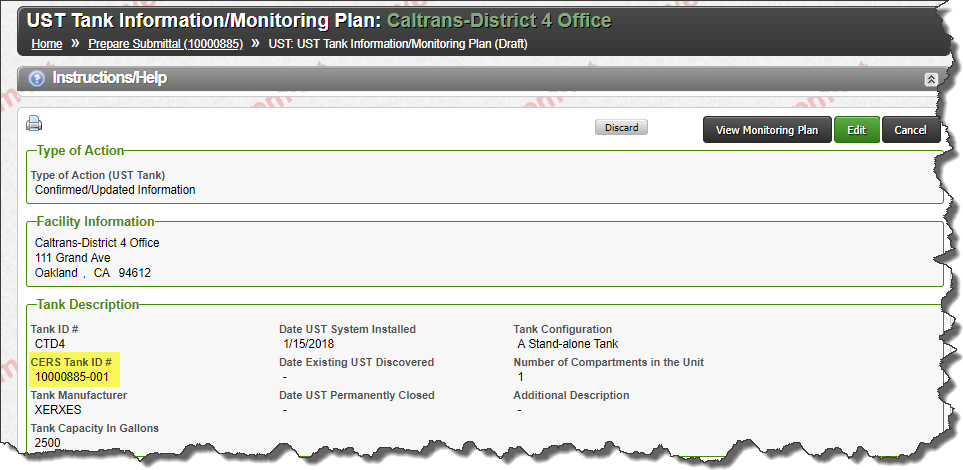 UST Tank Information/Monitoring Plan: Caltrans-District 4 Office
Home » Prepare Submittal (10000885) » UST: UST Tank Information/Monitoring Plan (Draft)
Instructions/Help
Discard
View Monitoring Plan
Edit
Cancel
Type of Action
Type of Action (UST Tank)
Confirmed/Updated Information
Facility Information
Caltrans-District 4 Office
111 Grand Ave
Oakland , CA 94612
Tank Description
Tank ID # Date UST System Installed Tank Configuration
CTD4 1/15/2018 A Stand-alone Tank
CERS Tank ID # Date Existing UST Discovered Number of Compartments in the Unit
10000885-001 - 1
Tank Manufacturer Date UST Permanently Closed Additional Description
XERXES - -
Tank Capacity In Gallons
2500